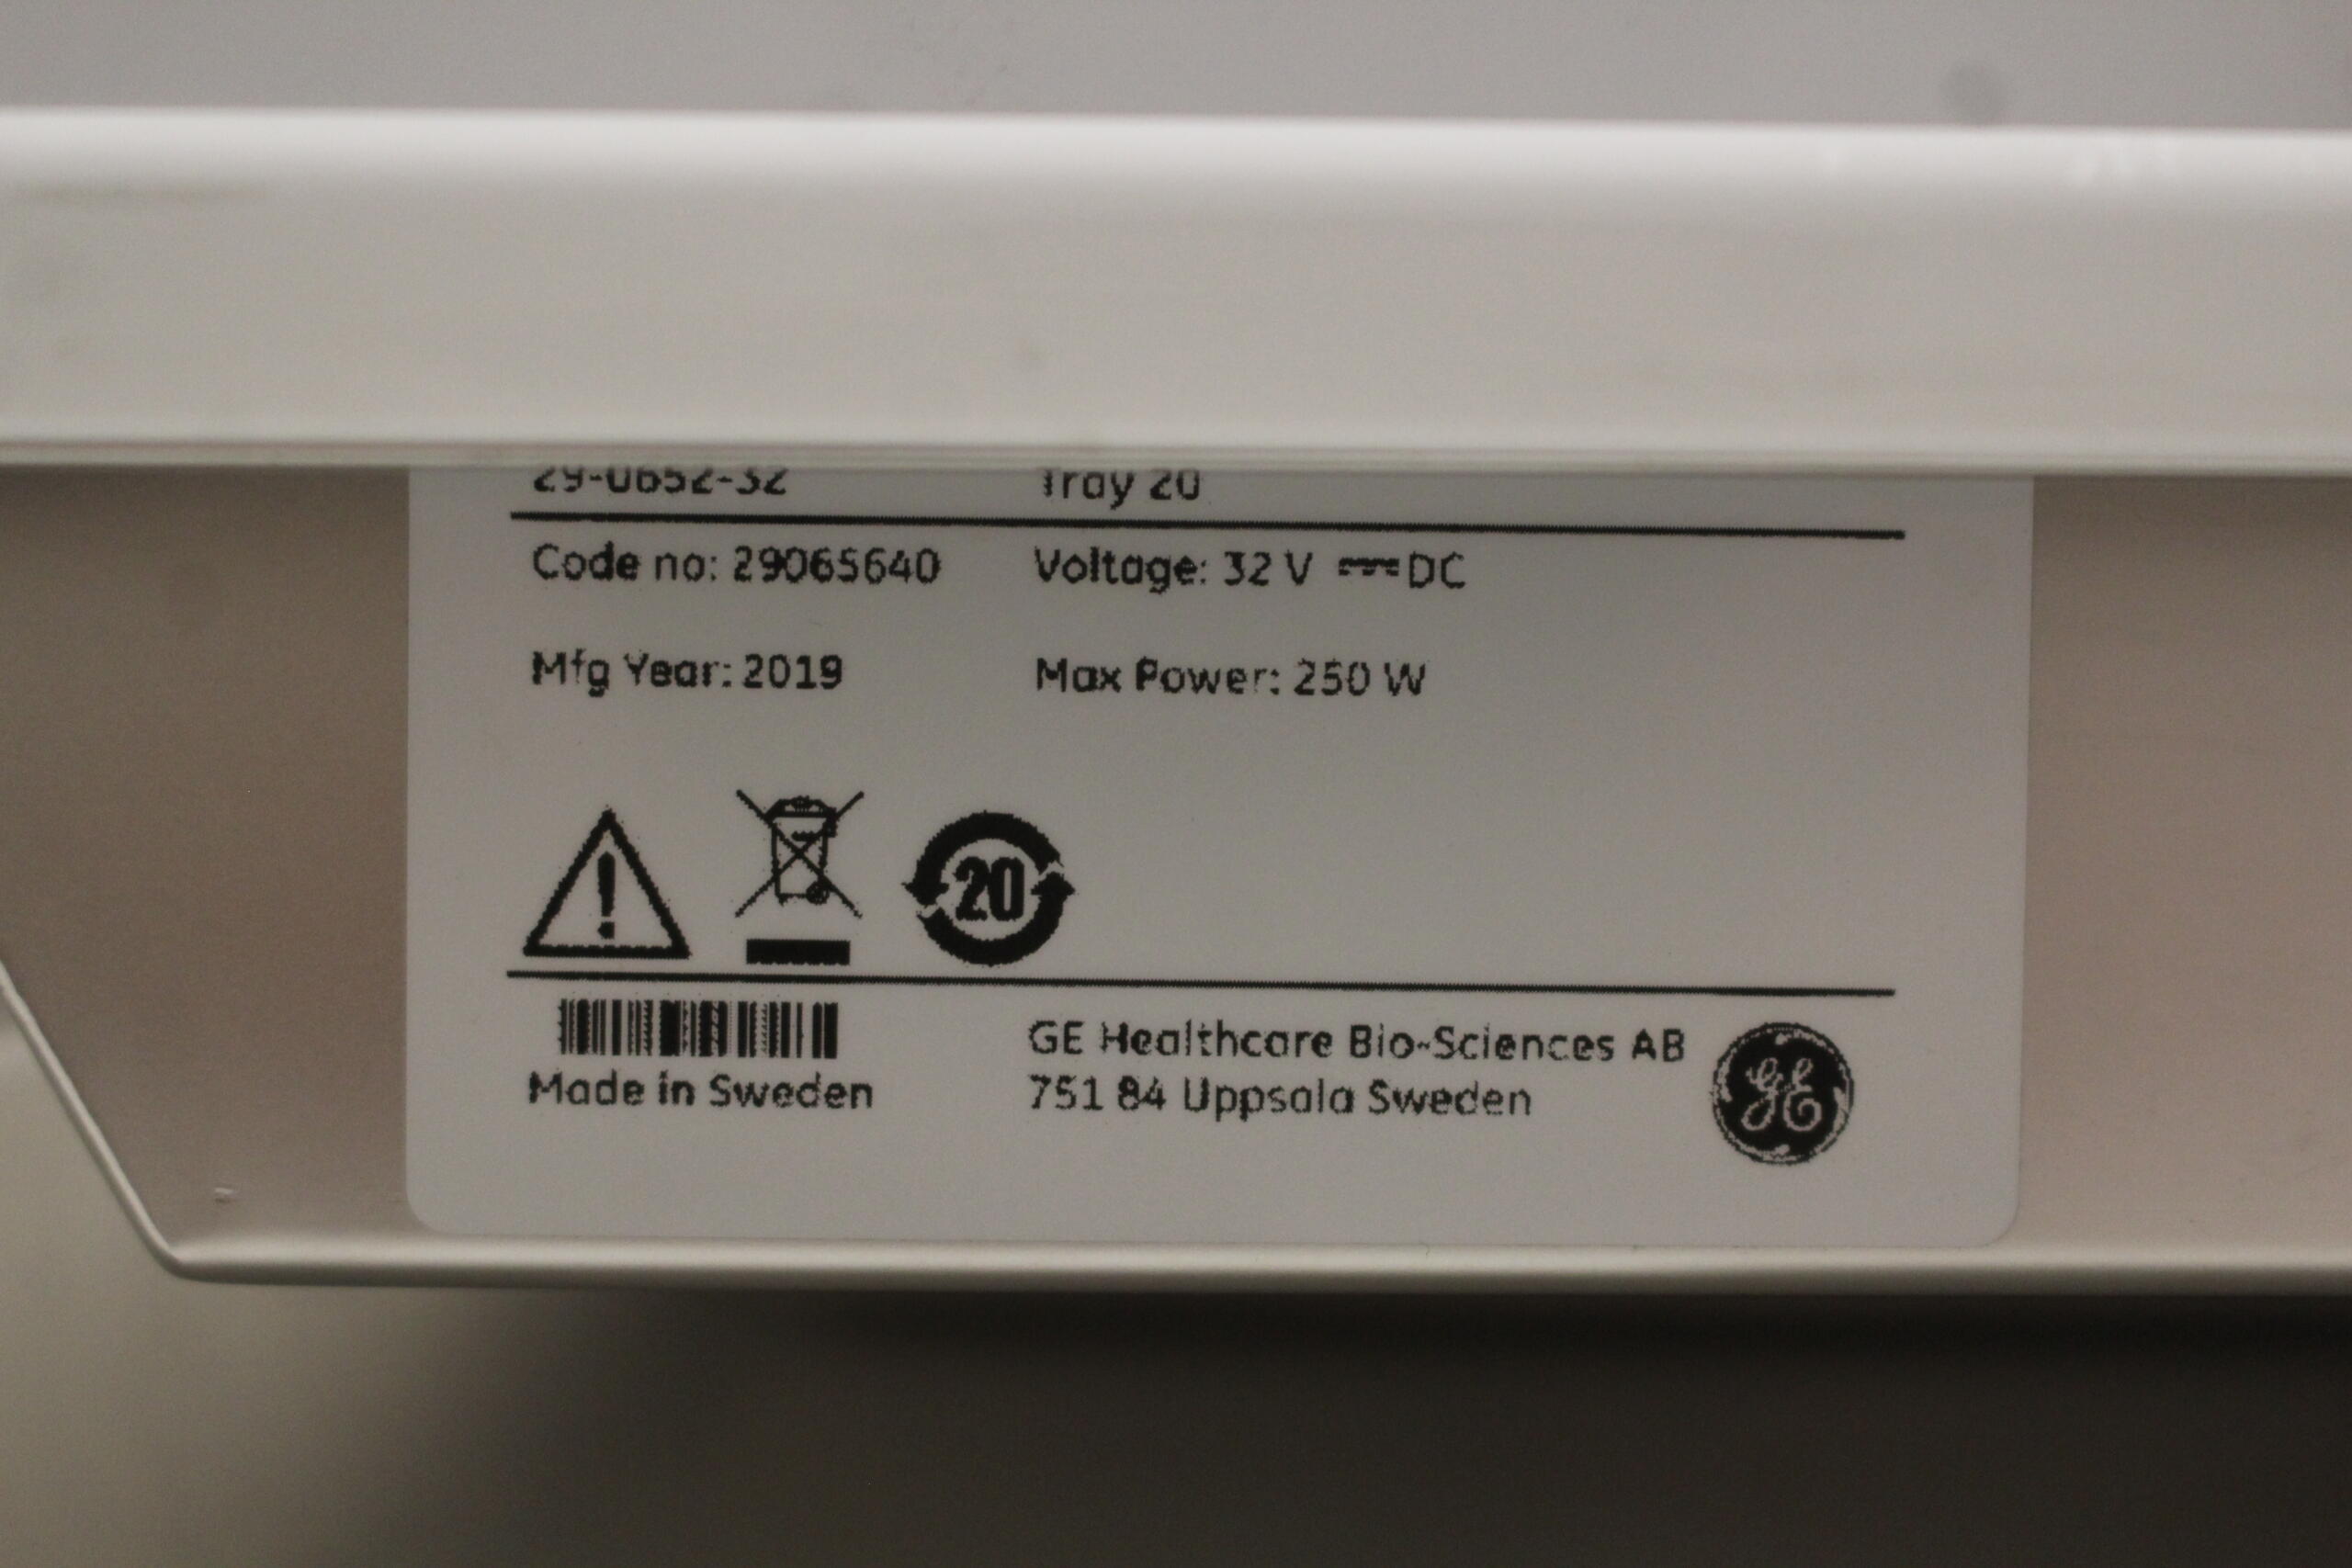 29-0652-32 Tray 20
Code no: 29065640 Voltage: 32 V DC
Mfg Year: 2019 Max Power: 250 W
20
Made in Sweden
GE Healthcare Bio-Sciences AB
751 84 Uppsala Sweden
GE